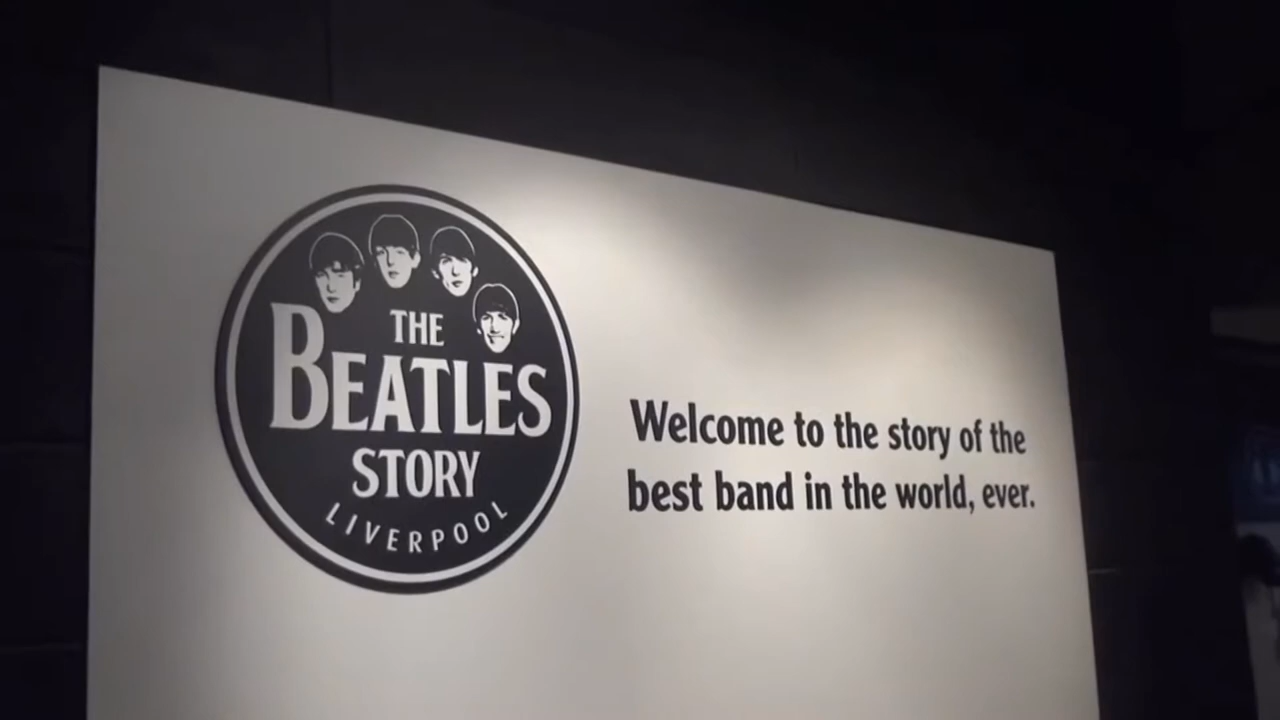 THE
BEATLES
STORY
LIVERPOOL
Welcome to the story of the
best band in the world, ever.